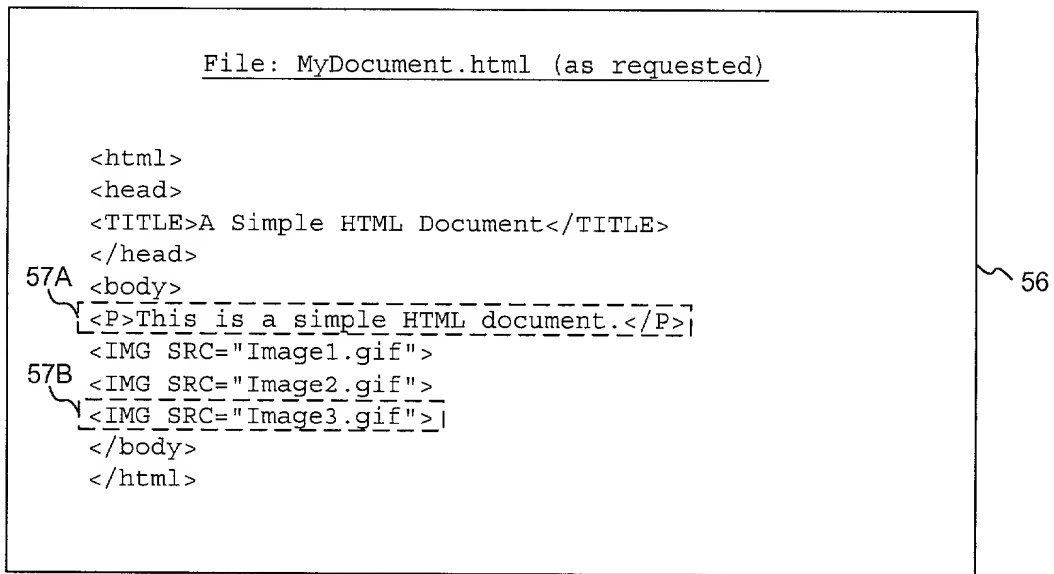 File: MyDocument.html (as requested)
<html>
<head>
<TITLE>A Simple HTML Document</TITLE>
</head>
57A
<body>
<P>This is a simple HTML document.</P>
<IMG SRC="Image1.gif">
57B
<IMG SRC="Image2.gif">
<IMG SRC="Image3.gif">
</body>
</html>
56